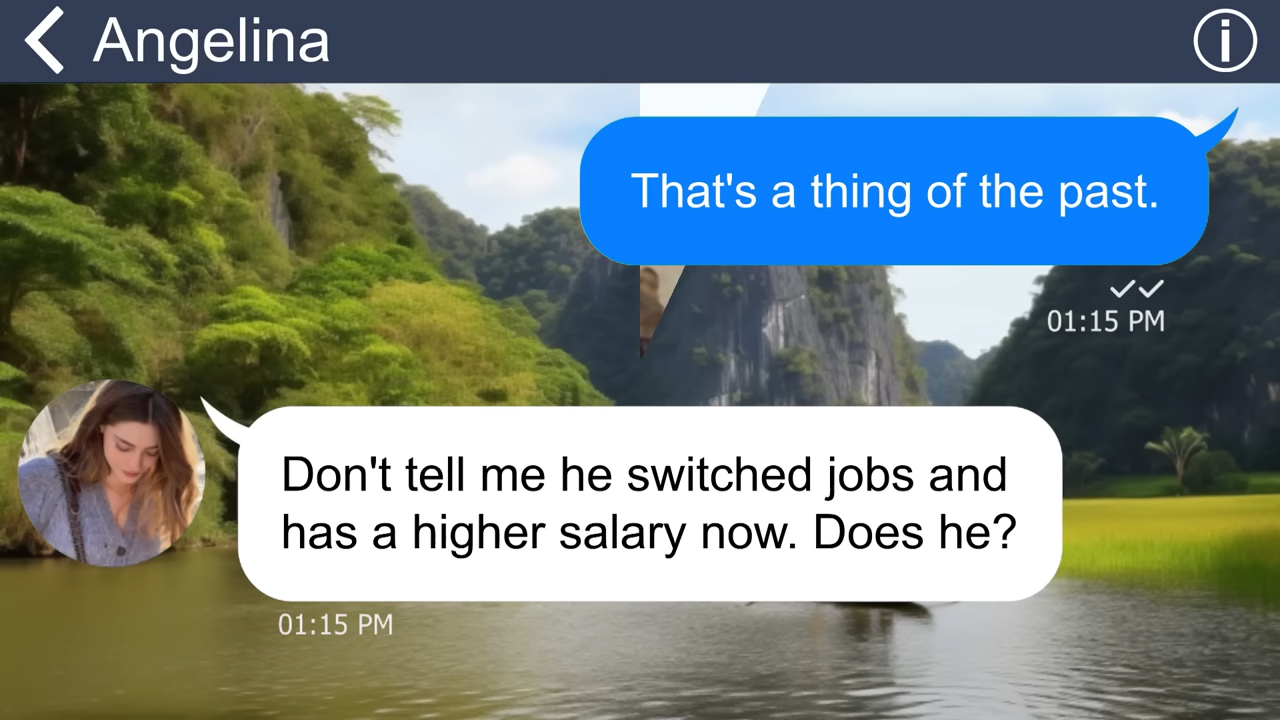 Angelina
That's a thing of the past.
01:15 PM
Don't tell me he switched jobs and
has a higher salary now. Does he?
01:15 PM